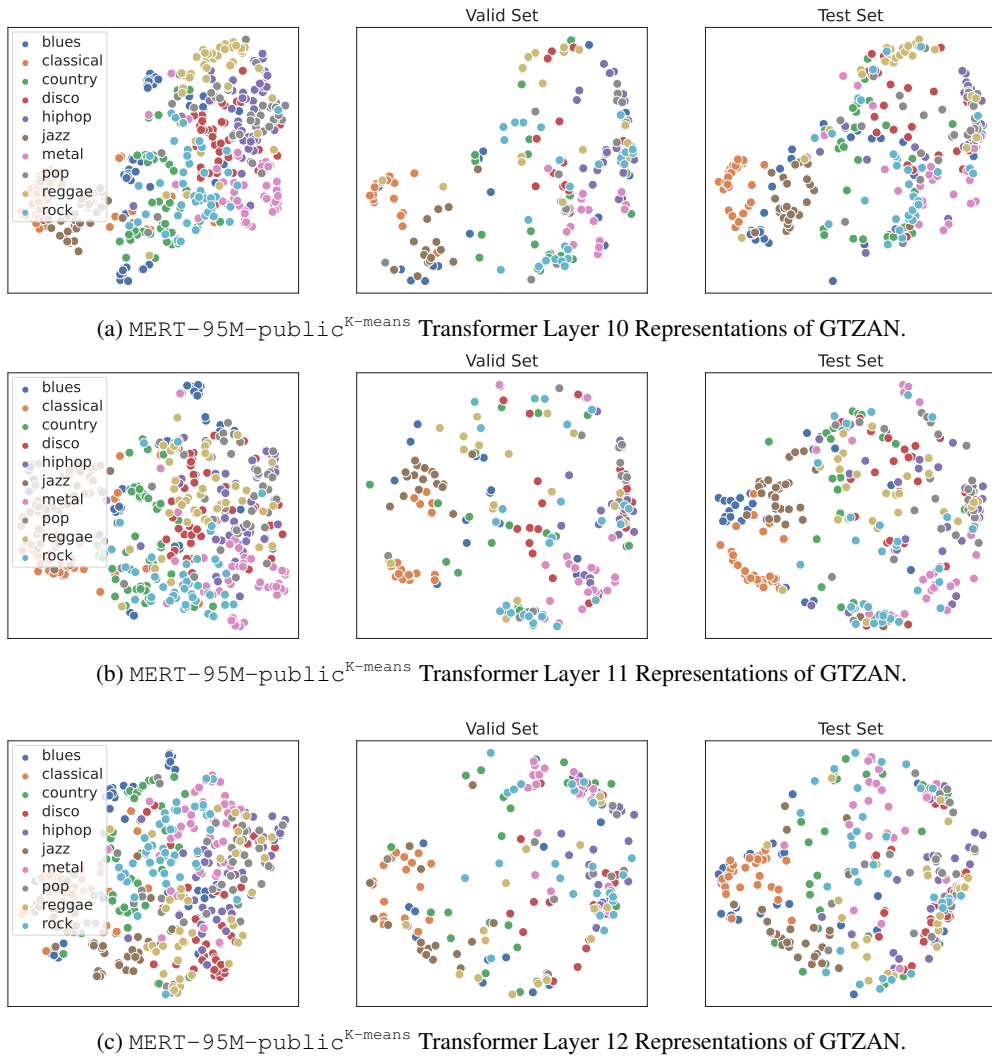 Valid Set
Test Set
blues
classical
country
disco
hiphop
jazz
metal
pop
reggae
rock
(a) MERT-95M-public^K-means Transformer Layer 10 Representations of GTZAN.
Valid Set
Test Set
blues
classical
country
disco
hiphop
jazz
metal
pop
reggae
rock
(b) MERT-95M-public^K-means Transformer Layer 11 Representations of GTZAN.
Valid Set
Test Set
blues
classical
country
disco
hiphop
jazz
metal
pop
reggae
rock
(c) MERT-95M-public^K-means Transformer Layer 12 Representations of GTZAN.